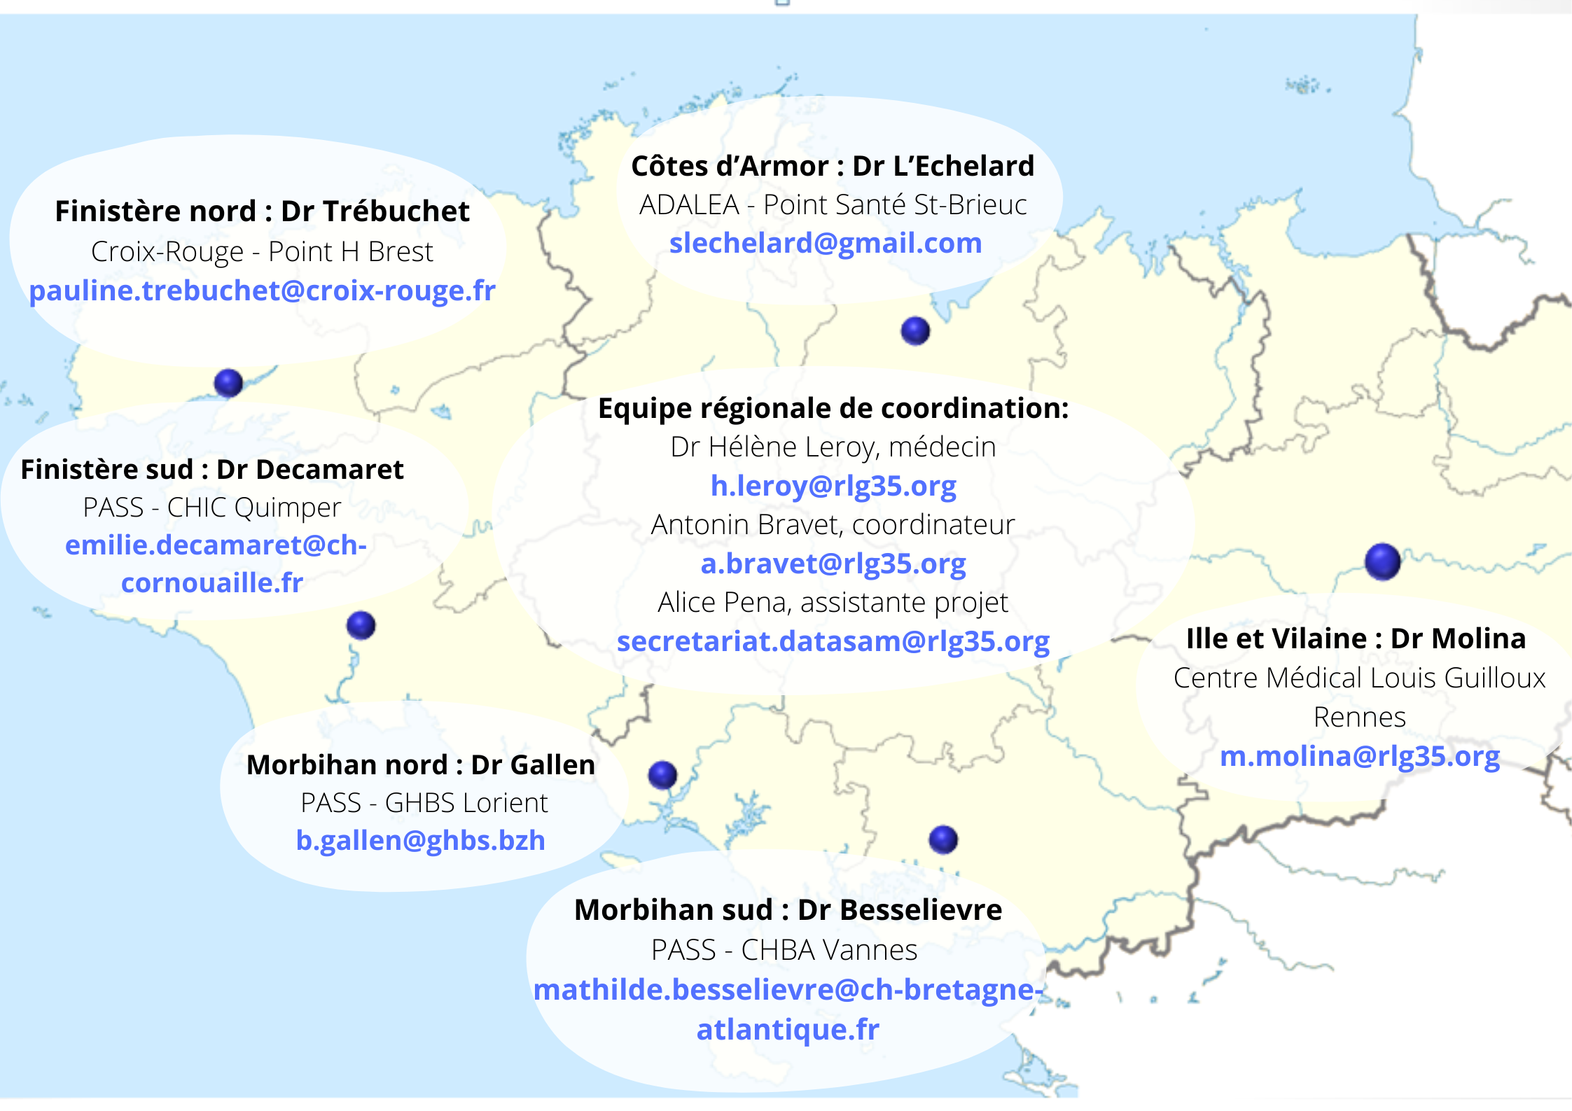 Côtes d’Armor : Dr L’Echelard
ADALEA - Point Santé St-Brieuc
slechelard@gmail.com
Finistère nord : Dr Trébuchet
Croix-Rouge - Point H Brest
pauline.trebuchet@croix-rouge.fr
Equipe régionale de coordination:
Dr Hélène Leroy, médecin
h.leroy@rlg35.org
Antonin Bravet, coordinateur
a.bravet@rlg35.org
Alice Pena, assistante projet
secretariat.datasam@rlg35.org
Finistère sud : Dr Decamaret
PASS - CHIC Quimper
emilie.decamaret@ch-
cornouaille.fr
Ille et Vilaine : Dr Molina
Centre Médical Louis Guilloux
Rennes
m.molina@rlg35.org
Morbihan nord : Dr Gallen
PASS - GHBS Lorient
b.gallen@ghbs.bzh
Morbihan sud : Dr Besselievre
PASS - CHBA Vannes
mathilde.besselievre@ch-bretagne-
atlantique.fr